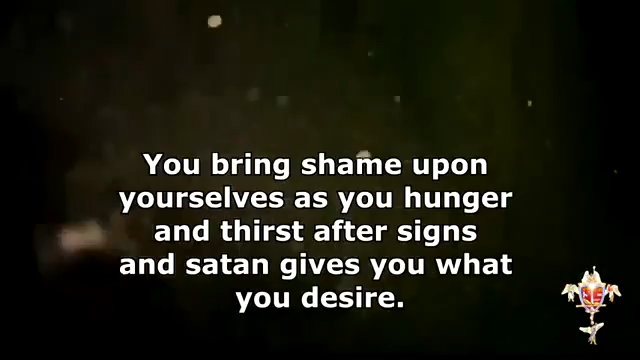 You bring shame upon
yourselves as you hunger
and thirst after signs
and satan gives you what
you desire.